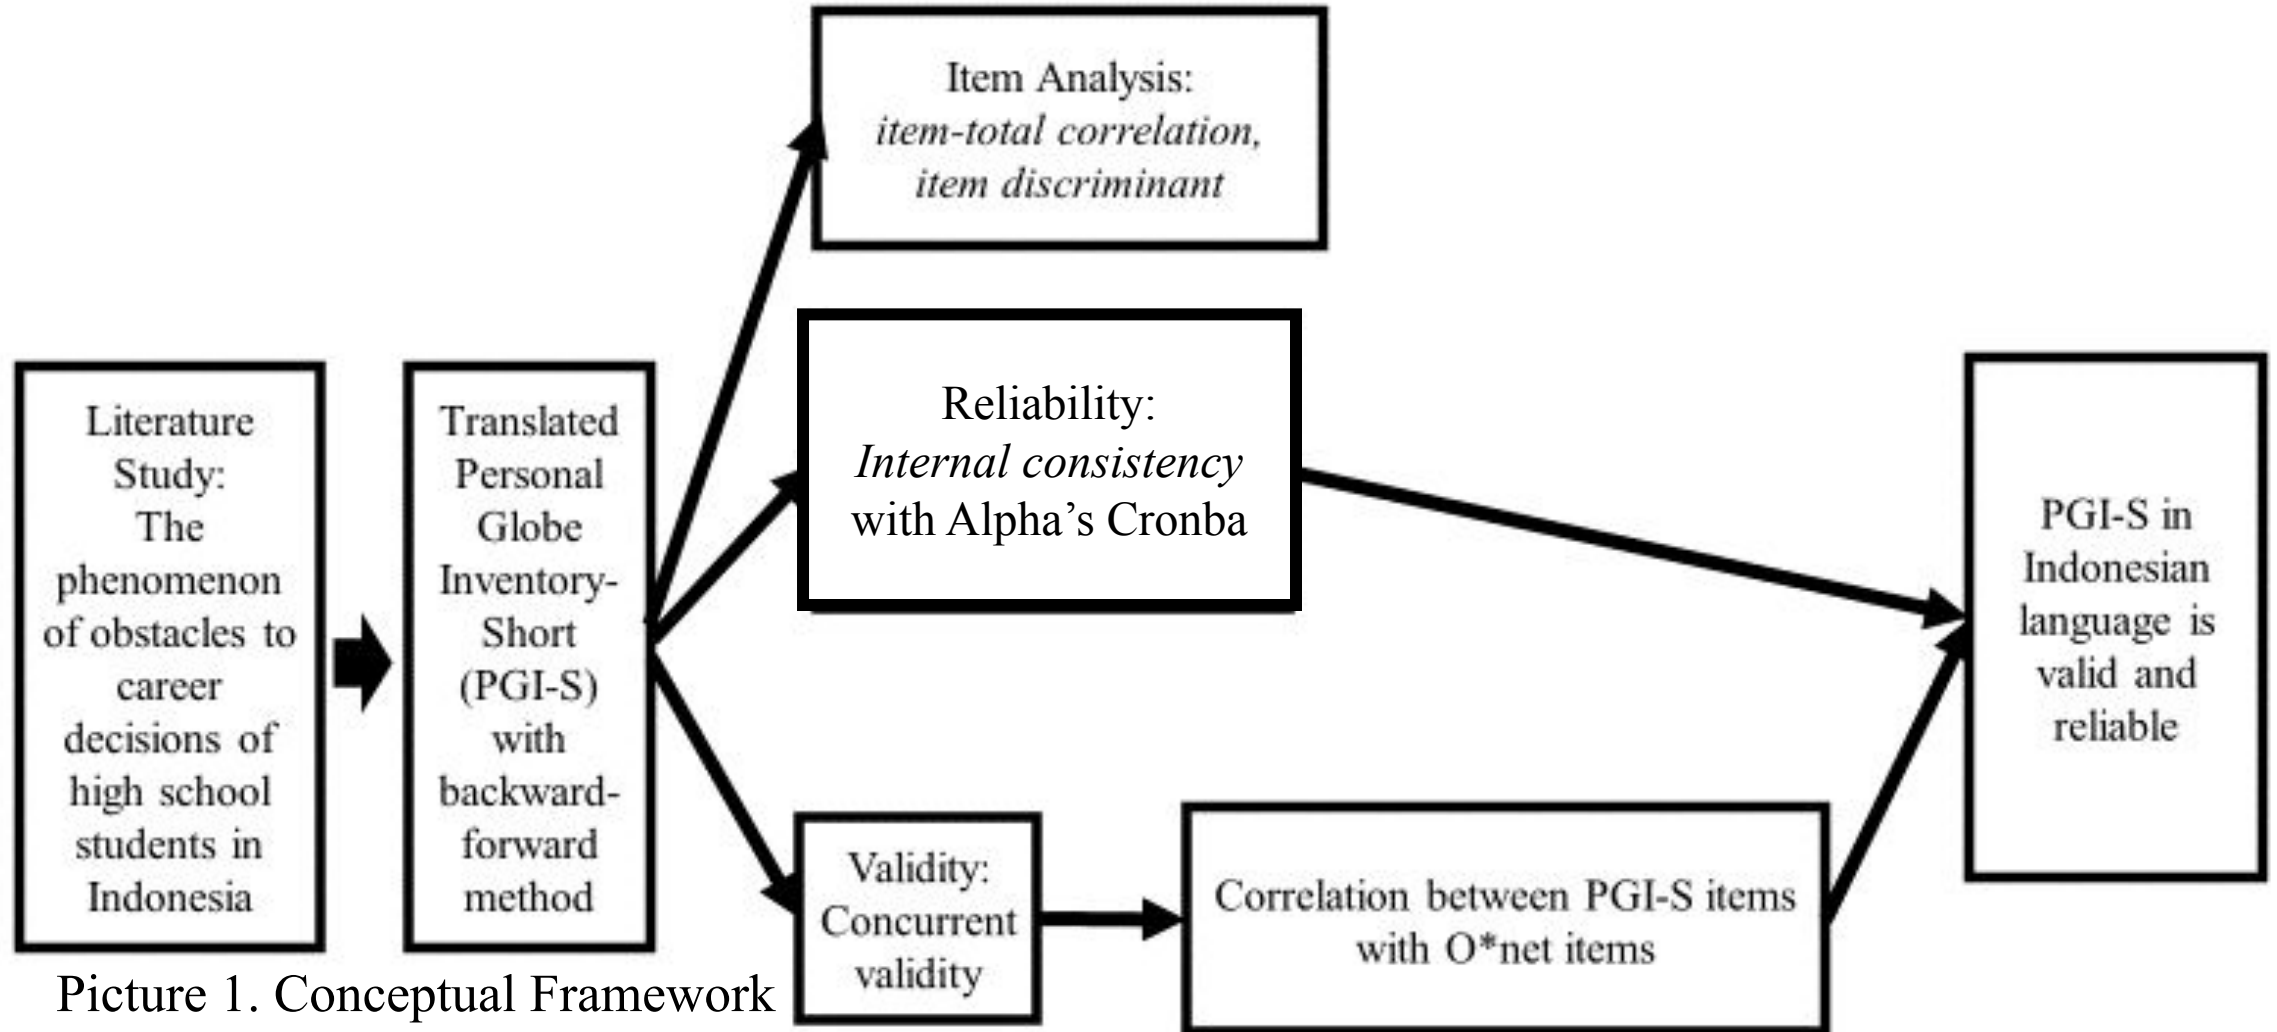 Item Analysis:
item-total correlation,
item discriminant
Reliability:
Internal consistency
with Alpha’s Cronba
Literature
Study:
The
phenomenon
of obstacles to
career
decisions of
high school
students in
Indonesia
Translated
Personal
Globe
Inventory-
Short
(PGI-S)
with
backward-
forward
method
PGI-S in
Indonesian
language is
valid and
reliable
Validity:
Concurrent
validity
Correlation between PGI-S items
with O*net items
Picture 1. Conceptual Framework